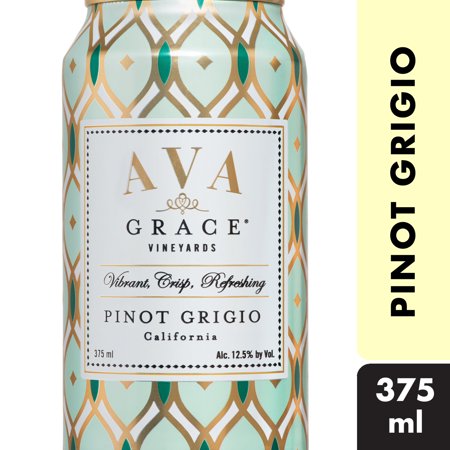 AVA
GRACE®
VINEYARDS
Vibrant, Crisp, Refreshing
PINOT GRIGIO
California
375 ml
Alc. 12.5% by Vol.
PINOT GRIGIO
375
ml